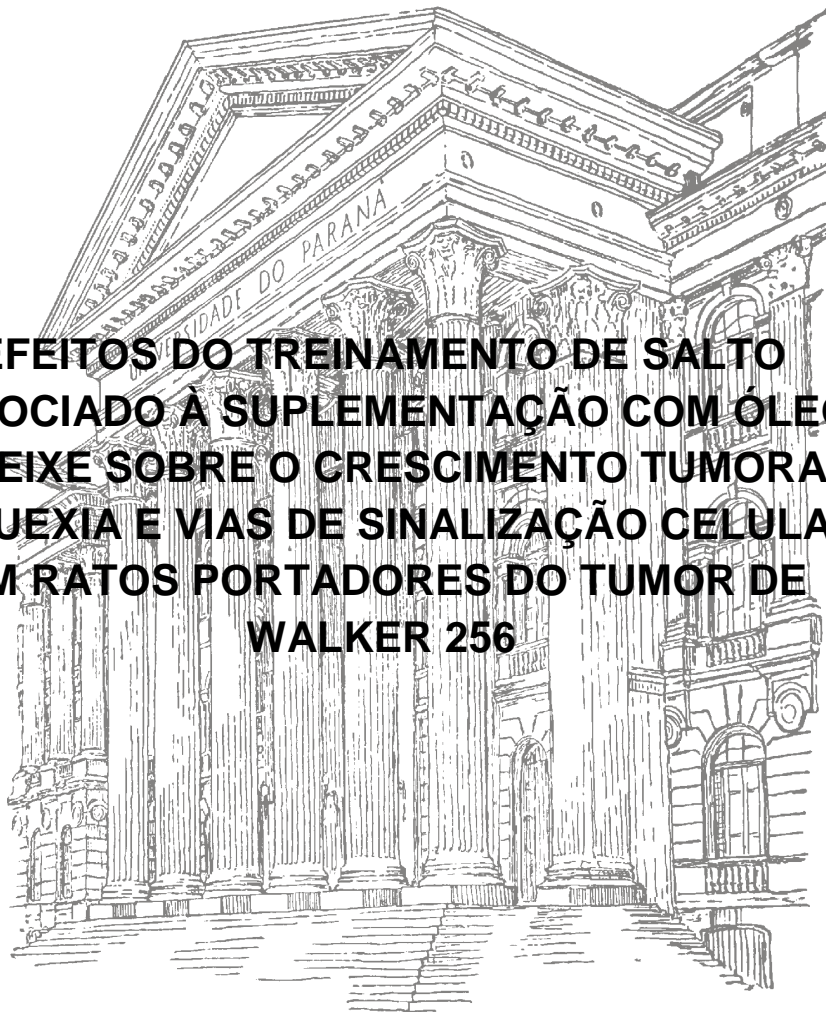 SIDADE DO PARANÁ
EFEITOS DO TREINAMENTO DE SALTO
OCIADO À SUPLEMENTAÇÃO COM ÓLEO
EIXE SOBRE O CRESCIMENTO TUMORA
UEXIA E VIAS DE SINALIZAÇÃO CELULA
M RATOS PORTADORES DO TUMOR DE
WALKER 256